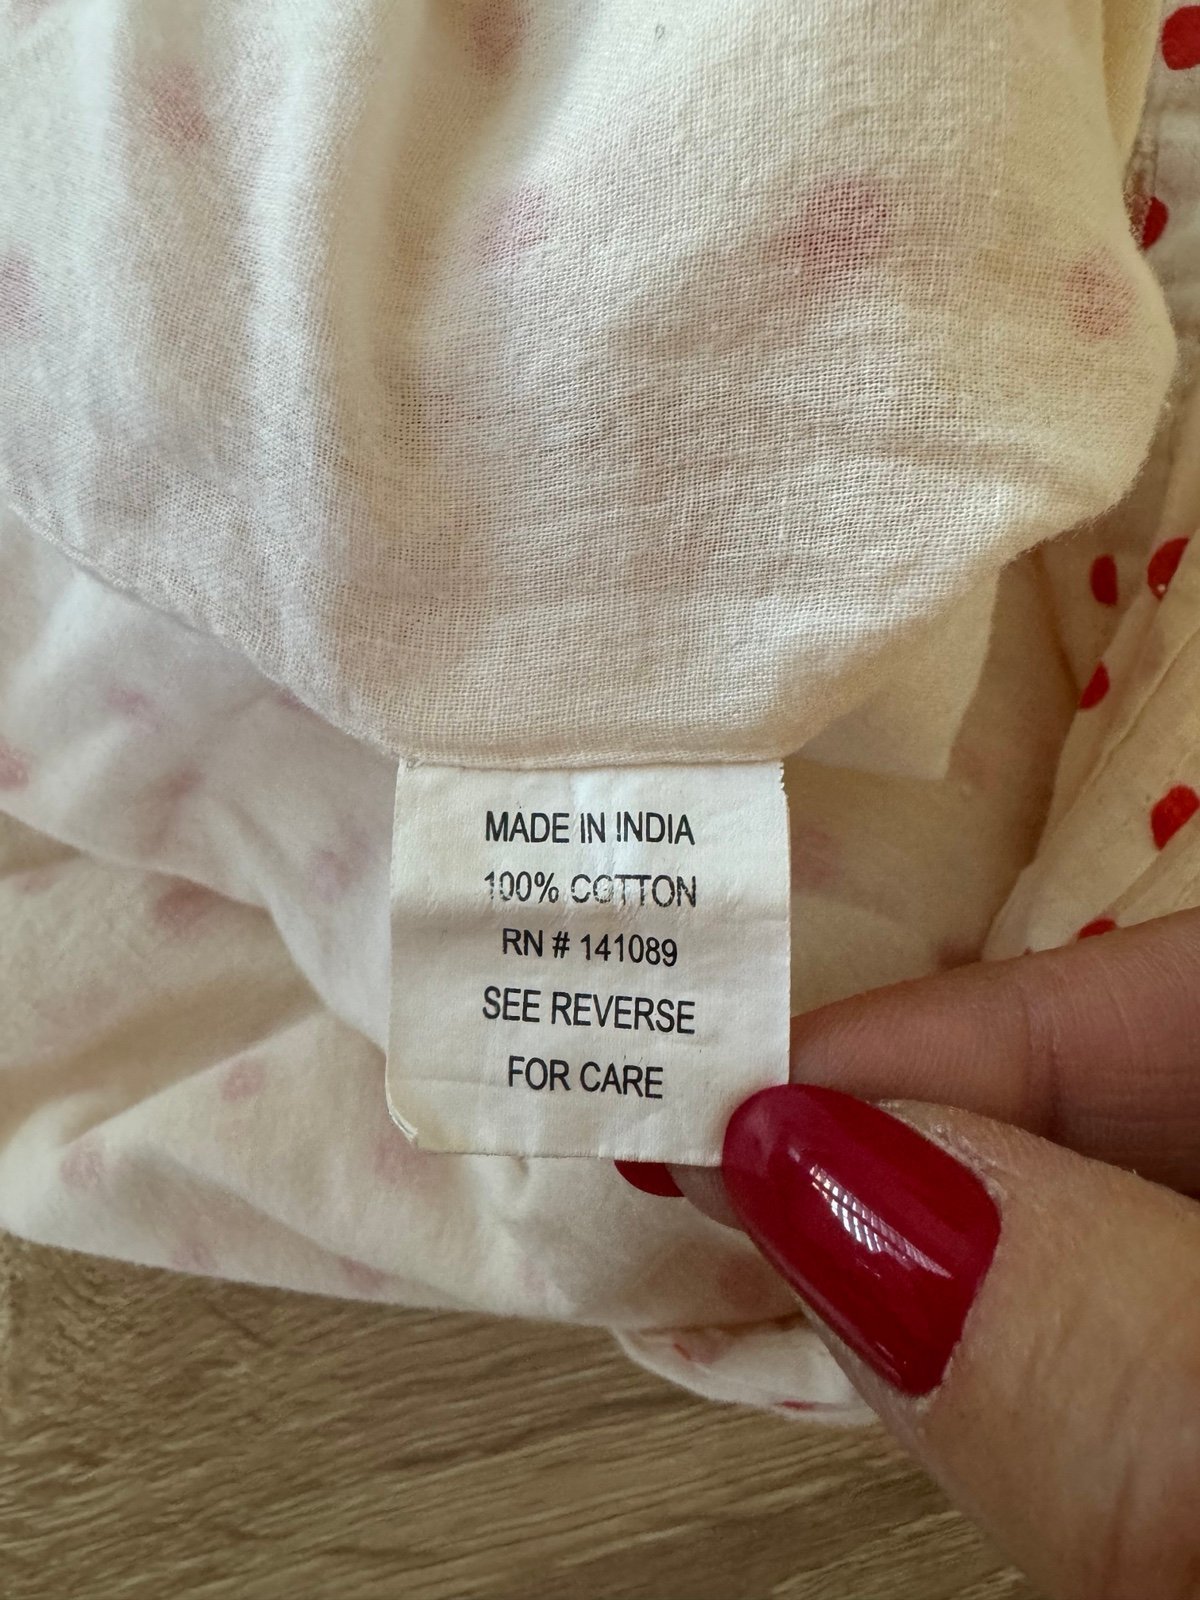 MADE IN INDIA
100% COTTON
RN # 141089
SEE REVERSE
FOR CARE